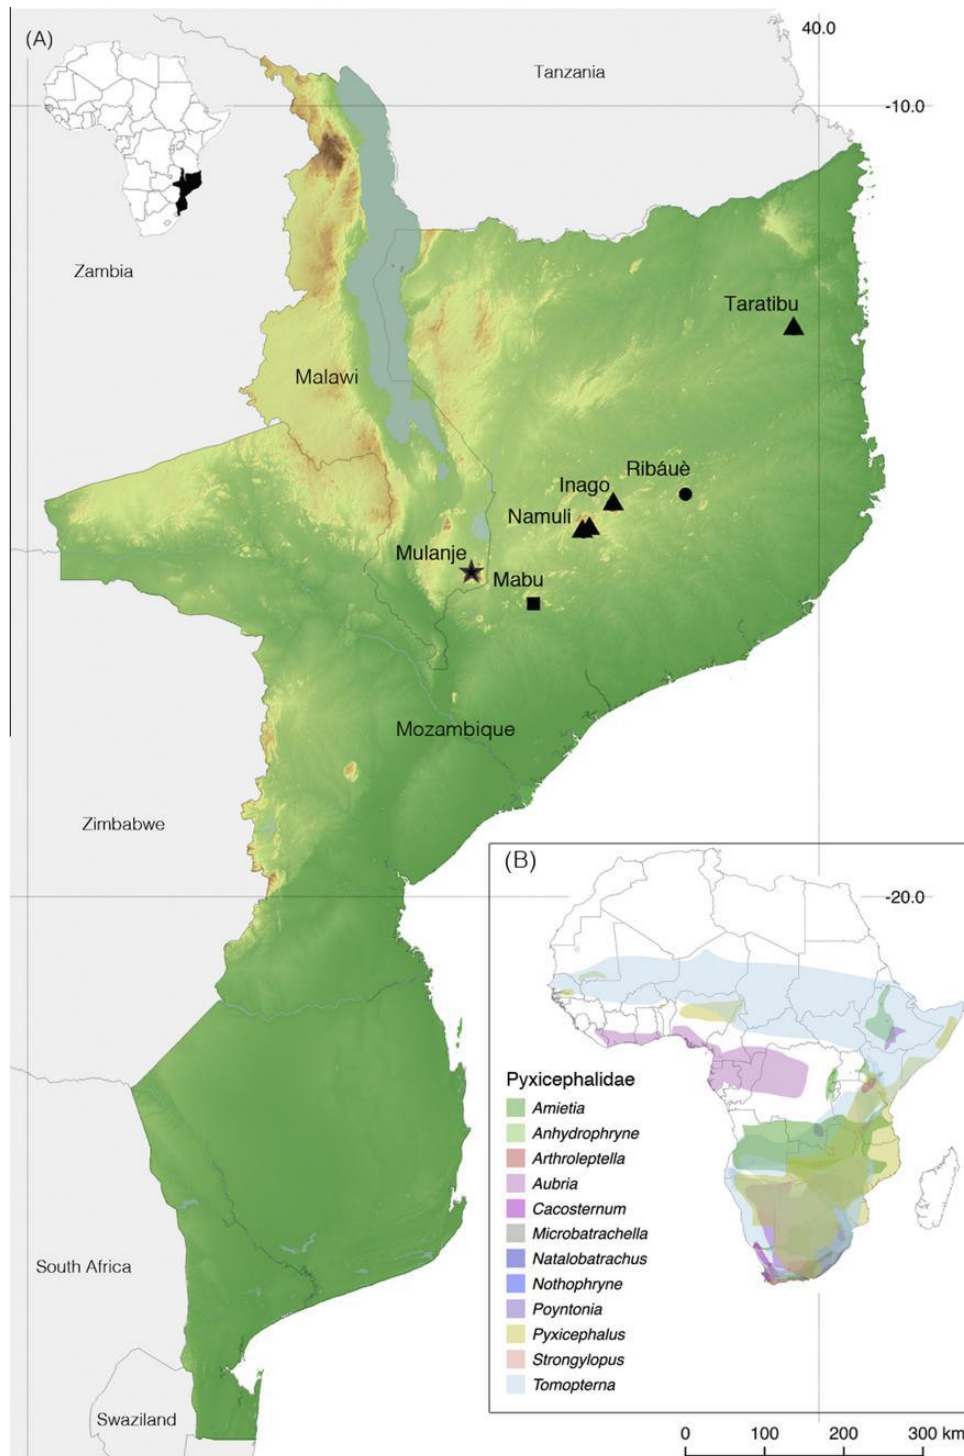 (A)
40.0
Tanzania
-10.0
Zambia
Taratibu
Malawi
Ribáuè
Inago
Namuli
Mulanje
Mabu
Mozambique
Zimbabwe
(B)
-20.0
Pyxicephalidae
Amietia
Anhydrophryne
Arthroleptella
Aubria
Cacosternum
Microbatrachella
Natalobatrachus
Nothophryne
Poyntonia
Pyxicephalus
Strongylopus
Tomopterna
South Africa
Swaziland
0 100 200 300 km